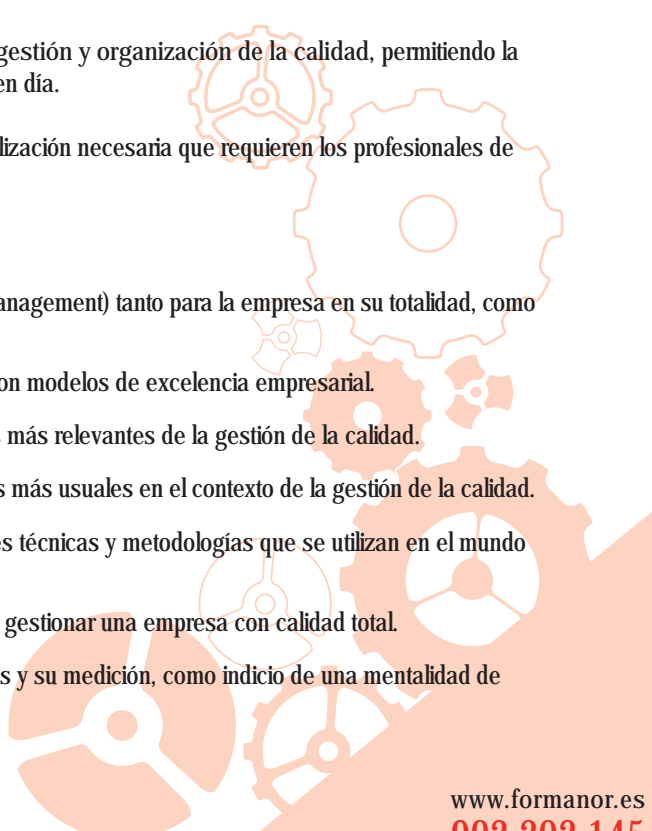 gestión y organización de la calidad, permitiendo la
en día.
lización necesaria que requieren los profesionales de
anagement) tanto para la empresa en su totalidad, como
on modelos de excelencia empresarial.
s más relevantes de la gestión de la calidad.
s más usuales en el contexto de la gestión de la calidad.
es técnicas y metodologías que se utilizan en el mundo
gestionar una empresa con calidad total.
s y su medición, como indicio de una mentalidad de
www.formanor.es
902 202 145